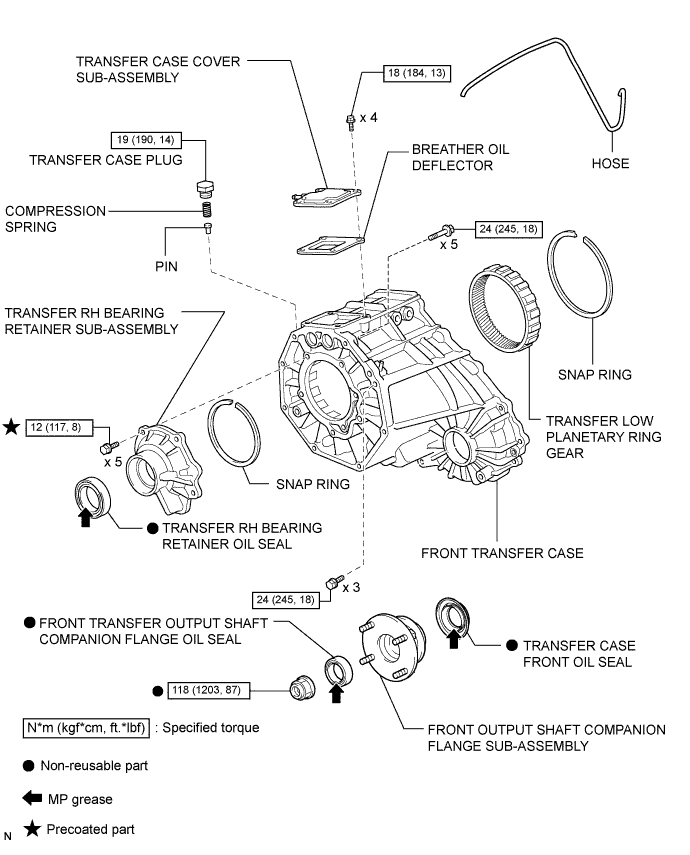 TRANSFER CASE COVER
SUB-ASSEMBLY
18 (184, 13)
x 4
HOSE
19 (190, 14)
TRANSFER CASE PLUG
BREATHER OIL
DEFLECTOR
COMPRESSION
SPRING
24 (245, 18)
x 5
PIN
TRANSFER RH BEARING
RETAINER SUB-ASSEMBLY
SNAP RING
12 (117, 8)
x 5
TRANSFER LOW
PLANETARY RING
GEAR
SNAP RING
TRANSFER RH BEARING
RETAINER OIL SEAL
FRONT TRANSFER CASE
24 (245, 18)
x 3
FRONT TRANSFER OUTPUT SHAFT
COMPANION FLANGE OIL SEAL
TRANSFER CASE
FRONT OIL SEAL
118 (1203, 87)
FRONT OUTPUT SHAFT COMPANION
FLANGE SUB-ASSEMBLY
N*m (kgf*cm, ft.*lbf) : Specified torque
Non-reusable part
MP grease
Precoated part
N